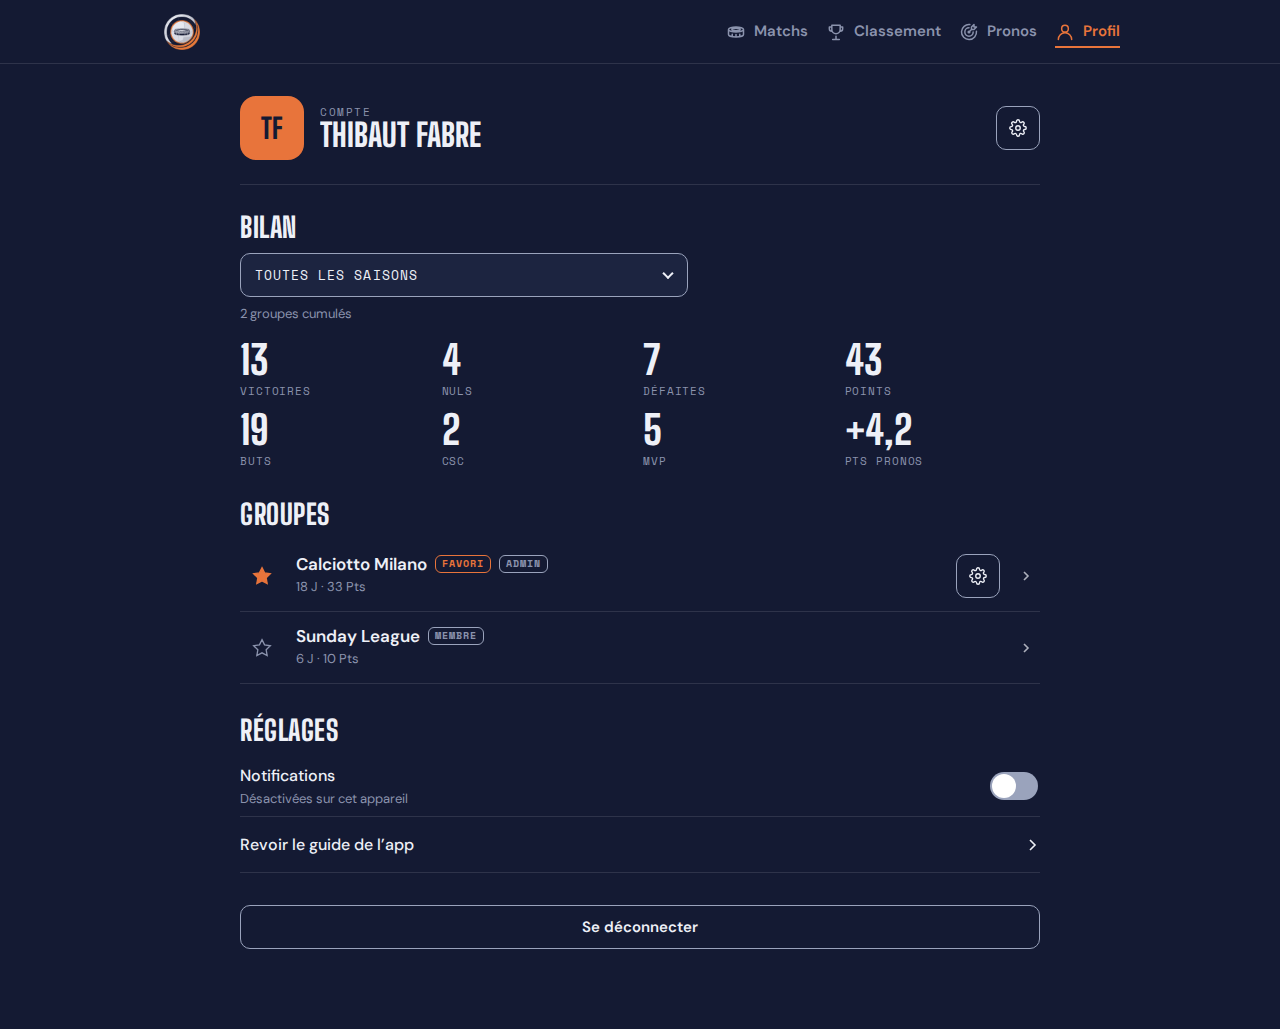 Matchs Classement Pronos Profil
TF
COMPTE
THIBAUT FABRE
BILAN
TOUTES LES SAISONS
2 groupes cumulés
13 4 7 43
VICTOIRES NULS DÉFAITES POINTS
19 2 5 +4,2
BUTS CSC MVP PTS PRONOS
GROUPES
Calciotto Milano FAVORI ADMIN
18 J · 33 Pts
Sunday League MEMBRE
6 J · 10 Pts
RÉGLAGES
Notifications
Désactivées sur cet appareil
Revoir le guide de l’app
Se déconnecter